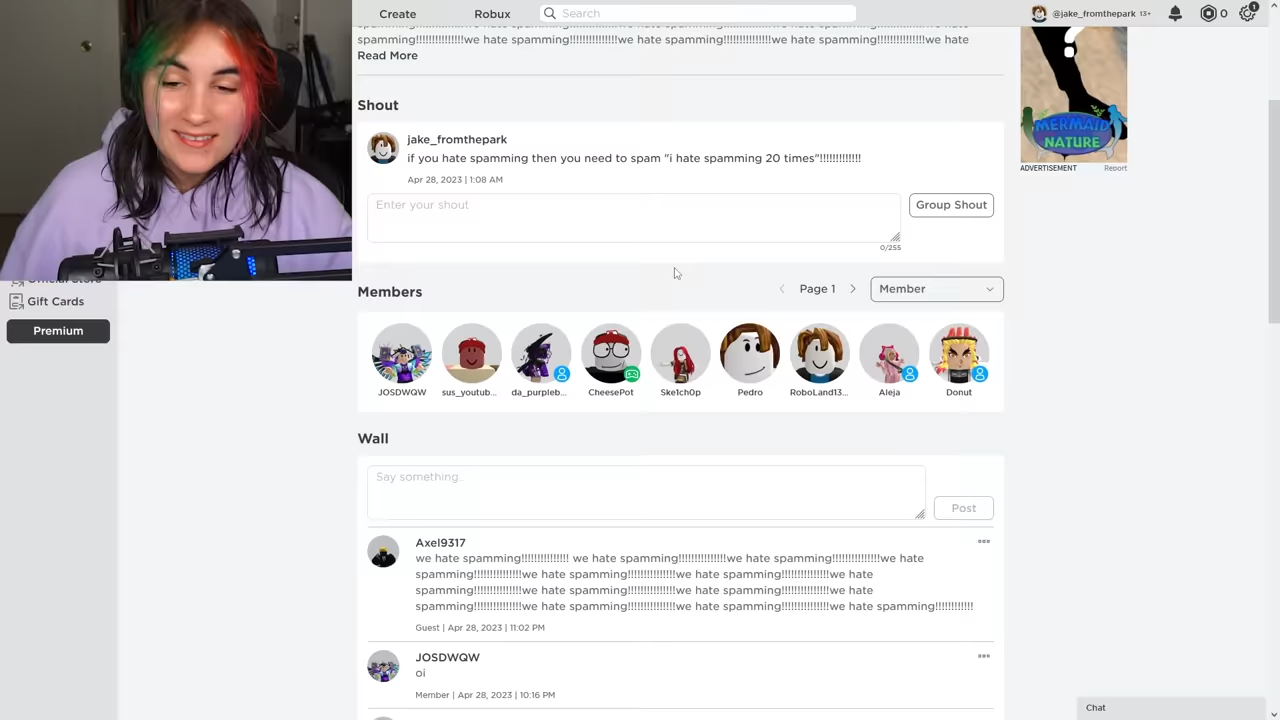 Create
Robux
Search
@jake_fromthepark 13+
0
1
spamming!!!!!!!!!!!!!!!we hate spamming!!!!!!!!!!!!!!!we hate spamming!!!!!!!!!!!!!!!we hate spamming!!!!!!!!!!!!!!!we hate
Read More
?
MERMAID
NATURE
ADVERTISEMENT
Report
Shout
jake_fromthepark
if you hate spamming then you need to spam "i hate spamming 20 times"!!!!!!!!!!!!!
Apr 28, 2023 | 1:08 AM
Enter your shout
Group Shout
0/255
Official Store
Gift Cards
Premium
Members
Page 1
Member
JOSDWQW
sus_youtub...
da_purpleb...
CheesePot
Ske1ch0p
Pedro
RoboLand13...
Aleja
Donut
Wall
Say something..
Post
Axel9317
we hate spamming!!!!!!!!!!!!!! we hate spamming!!!!!!!!!!!!!!!we hate spamming!!!!!!!!!!!!!!!we hate
spamming!!!!!!!!!!!!!!!we hate spamming!!!!!!!!!!!!!!!we hate spamming!!!!!!!!!!!!!!!we hate
spamming!!!!!!!!!!!!!!!we hate spamming!!!!!!!!!!!!!!!we hate spamming!!!!!!!!!!!!!!!we hate
spamming!!!!!!!!!!!!!!!we hate spamming!!!!!!!!!!!!!!!we hate spamming!!!!!!!!!!!!!!!we hate spamming!!!!!!!!!!!!
Guest | Apr 28, 2023 | 11:02 PM
JOSDWQW
oi
Member | Apr 28, 2023 | 10:16 PM
Chat